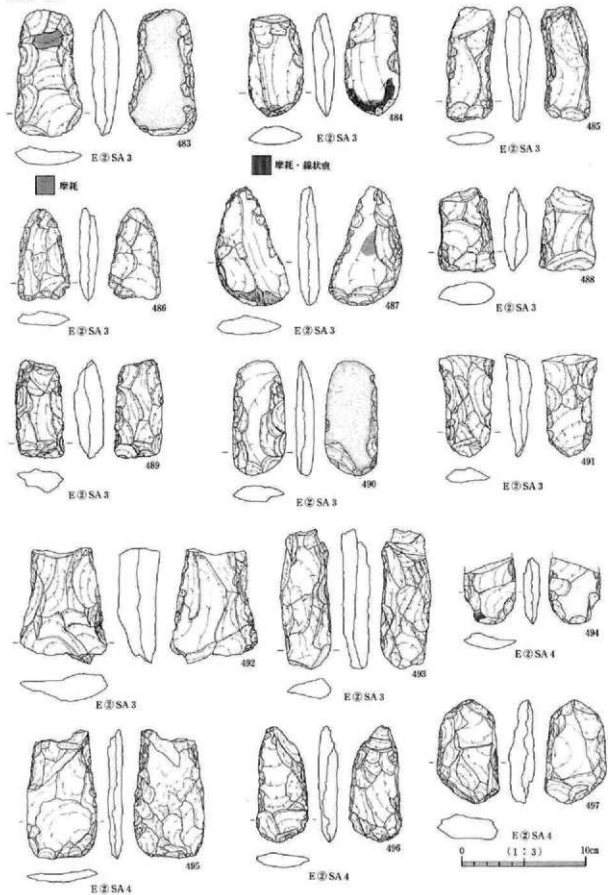 483
E②SA3
摩耗
484
E②SA3
摩耗・線状痕
485
E②SA3
486
E②SA3
487
E②SA3
488
E②SA3
489
E②SA3
490
E②SA3
491
E②SA3
492
E②SA3
493
E②SA3
494
E②SA4
495
E②SA4
496
E②SA4
497
E②SA4
0 (1:3) 10cm